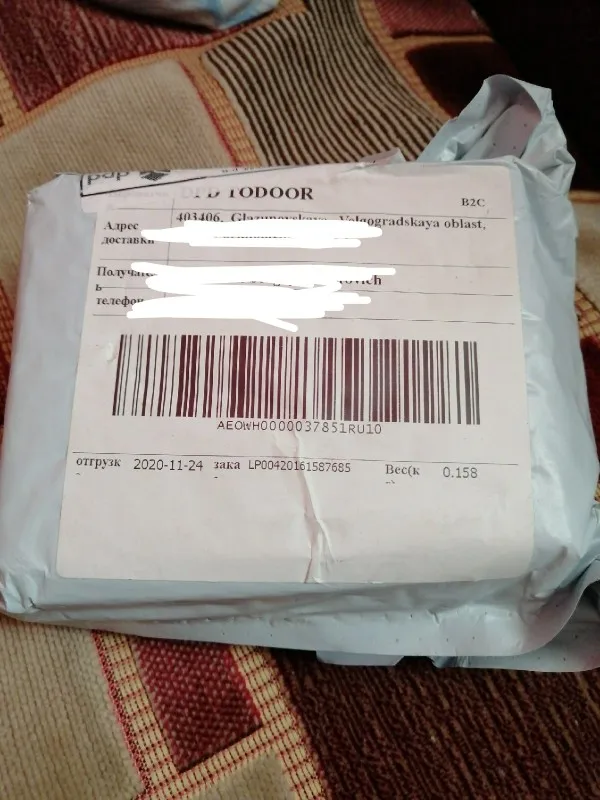 dpd
DPD TODOOR
B2C
Адрес
доставки
403406, Glazunovskaya, Volgogradskaya oblast,
телефон
AEOWH0000037851RU10
отгрузк 2020-11-24 зака LP00420161587685 Вес(к 0.158